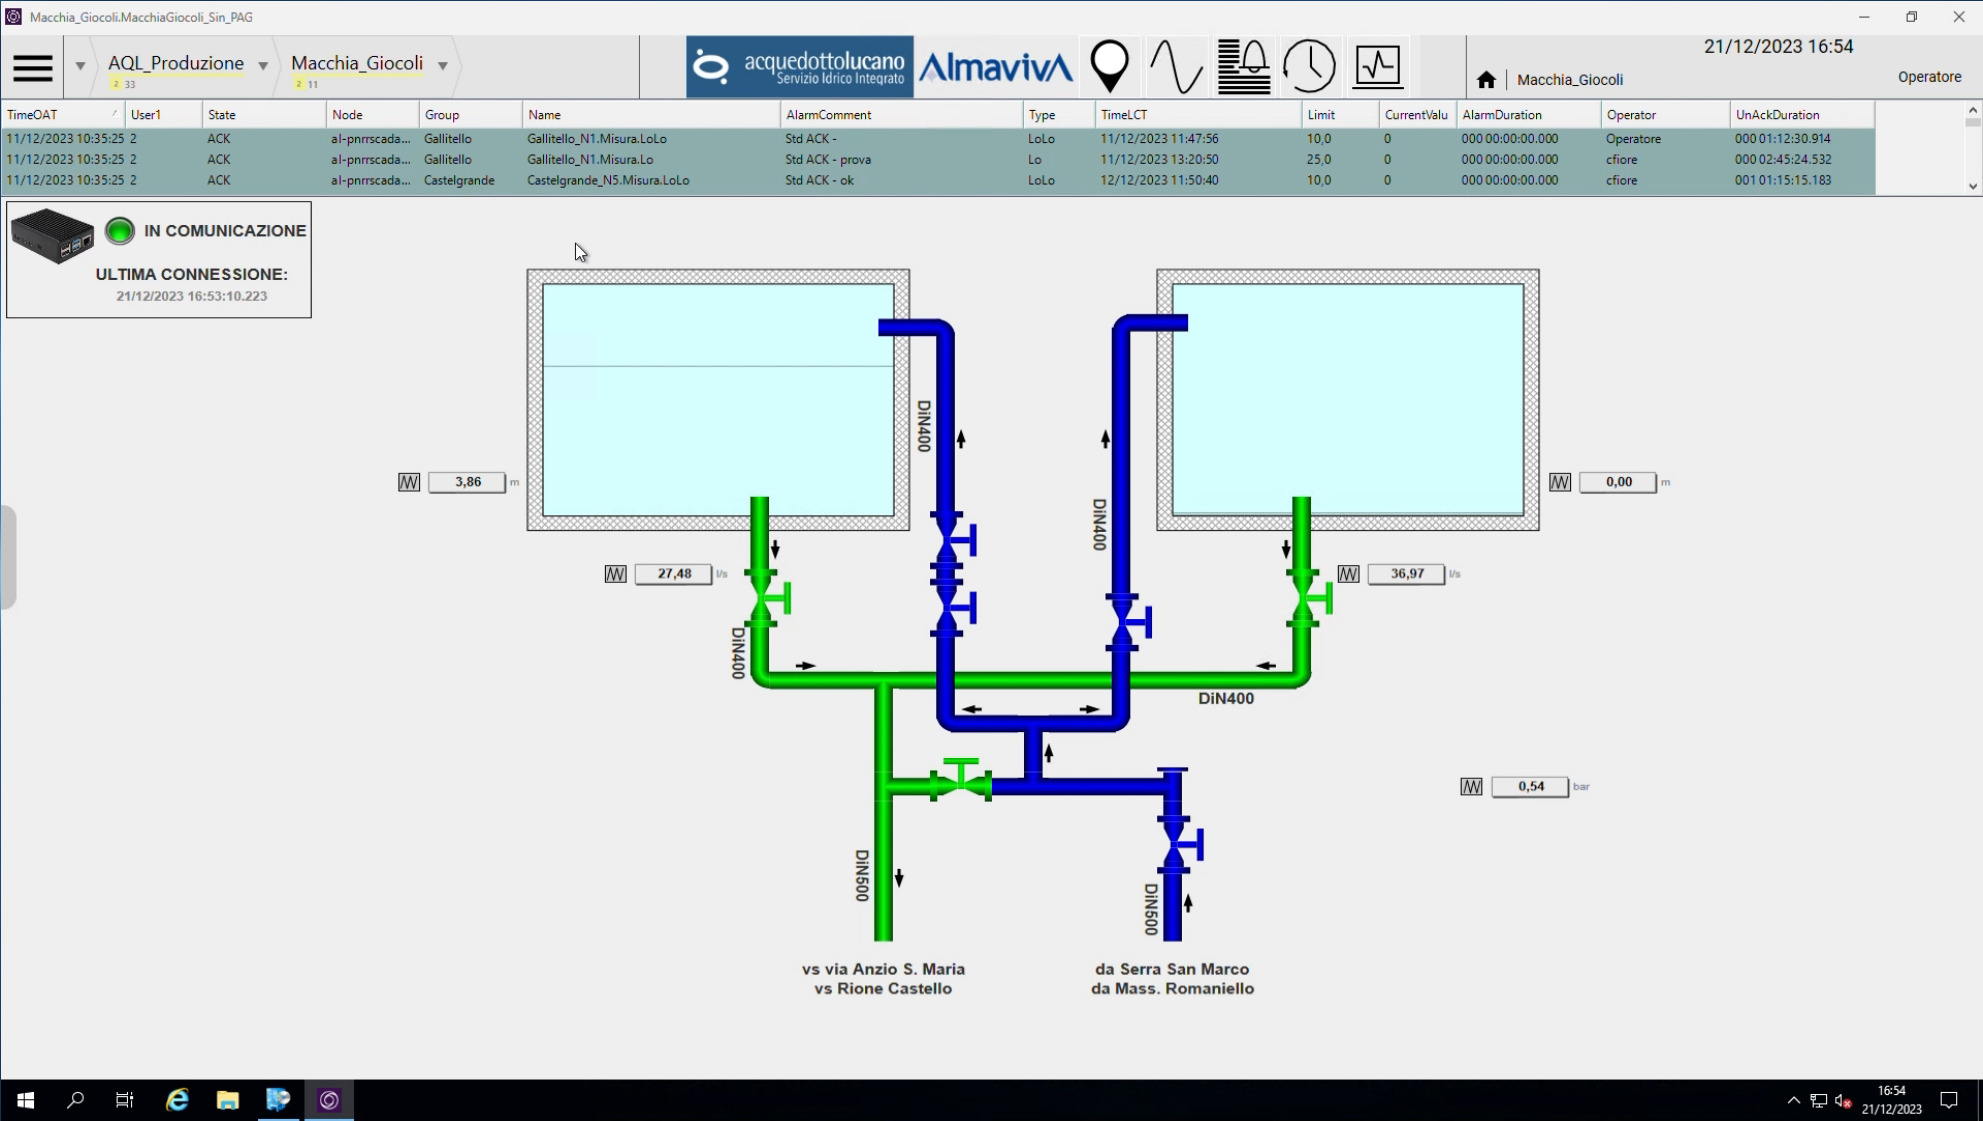 Macchia_Giocoli.MacchiaGiocoli_Sin_PAG
21/12/2023 16:54
AQL_Produzione
2 33
Macchia_Giocoli
2 11
acquedottolucano
Servizio Idrico Integrato
AlmavivA
Macchia_Giocoli
Operatore
TimeOAT User1 State Node Group Name AlarmComment Type TimeLCT Limit CurrentValu AlarmDuration Operator UnAckDuration
11/12/2023 10:35:25 2 ACK al-pnrrscada... Gallitello Gallitello_N1.Misura.LoLo Std ACK - LoLo 11/12/2023 11:47:56 10,0 0 000 00:00:00.000 Operatore 000 01:12:30.914
11/12/2023 10:35:25 2 ACK al-pnrrscada... Gallitello Gallitello_N1.Misura.Lo Std ACK - prova Lo 11/12/2023 13:20:50 25,0 0 000 00:00:00.000 cfiore 000 02:45:24.532
11/12/2023 10:35:25 2 ACK al-pnrrscada... Castelgrande Castelgrande_N5.Misura.LoLo Std ACK - ok LoLo 12/12/2023 11:50:40 10,0 0 000 00:00:00.000 cfiore 001 01:15:15.183
IN COMUNICAZIONE
ULTIMA CONNESSIONE:
21/12/2023 16:53:10.223
DiN400
3,86 m
DiN400
0,00 m
27,48 l/s
36,97 l/s
DiN400
DiN400
0,54 bar
DiN500
DiN500
vs via Anzio S. Maria
vs Rione Castello
da Serra San Marco
da Mass. Romaniello
16:54
21/12/2023